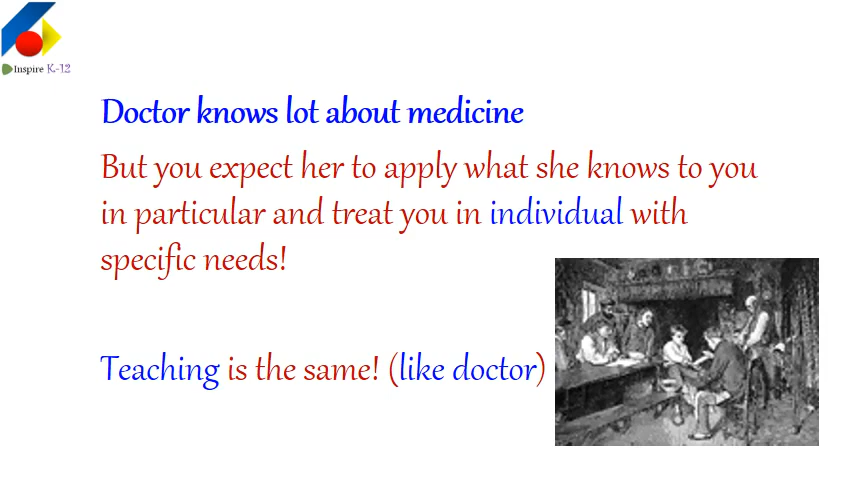 Inspire K-12
Doctor knows lot about medicine
But you expect her to apply what she knows to you
in particular and treat you in individual with
specific needs!
Teaching is the same! (like doctor)